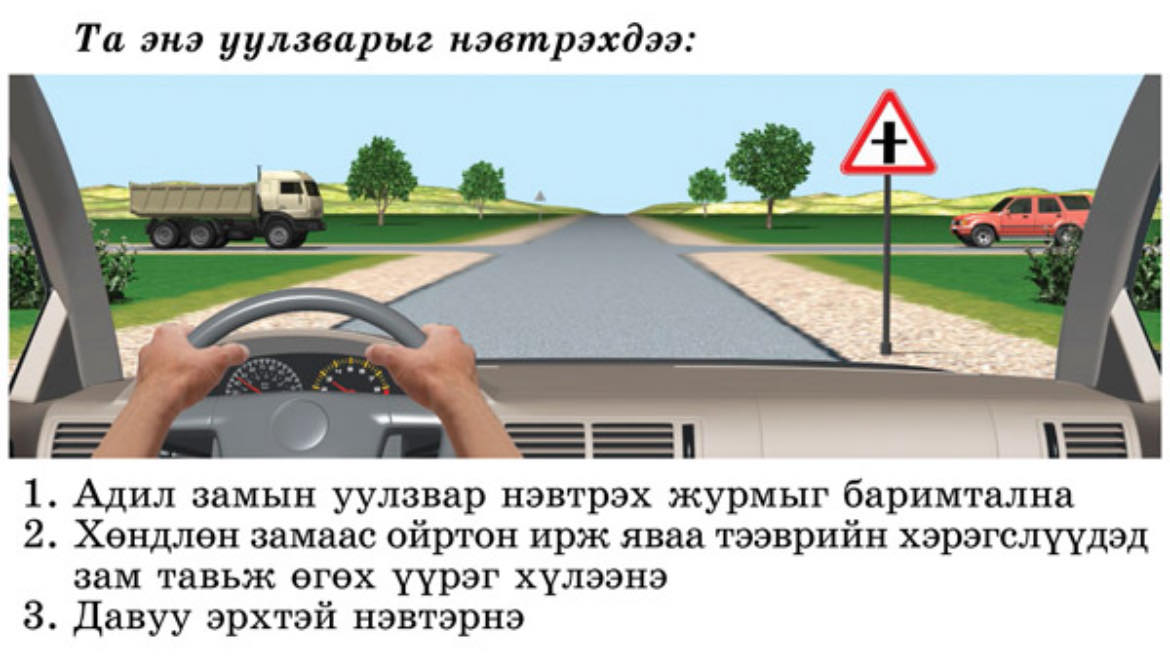 Та энэ уулзварыг нэвтрэхдээ:
1. Адил замын уулзвар нэвтрэх журмыг баримтална
2. Хөндлөн замаас ойртон ирж яваа тээврийн хэрэгслүүдэд
зам тавьж өгөх үүрэг хүлээнэ
3. Давуу эрхтэй нэвтэрнэ